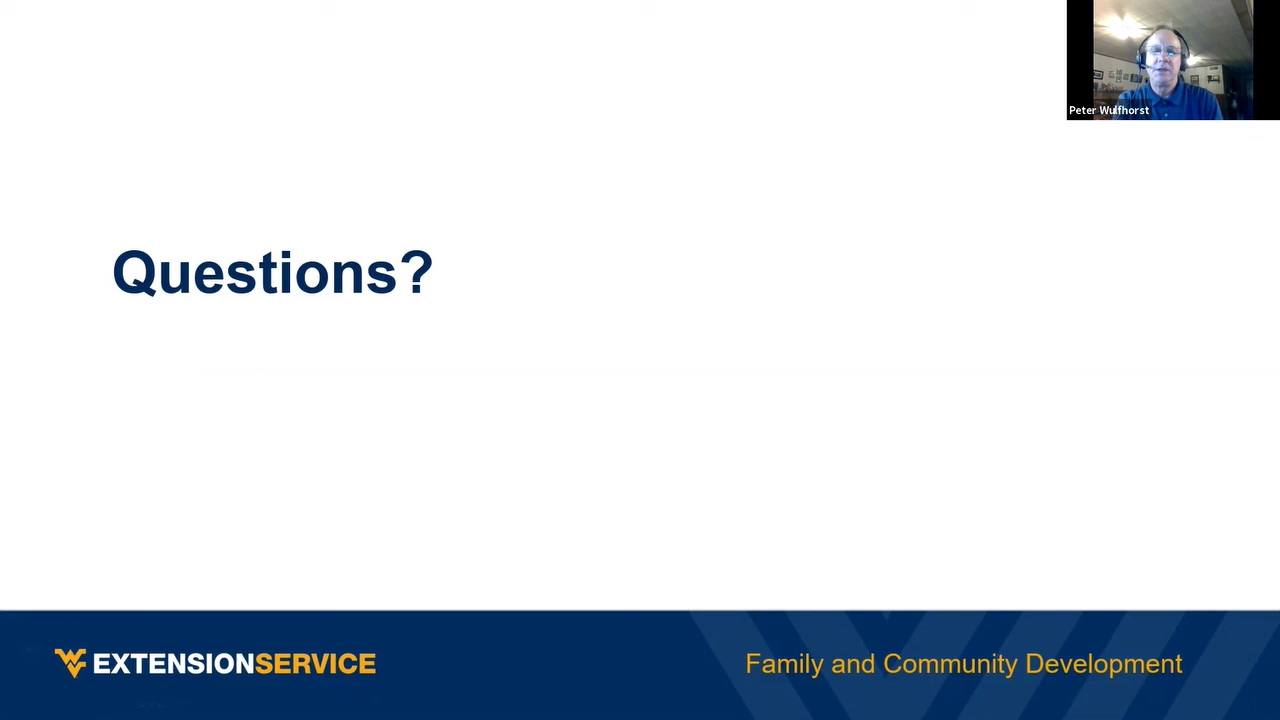 Peter Wulfhorst
Questions?
EXTENSIONSERVICE
Family and Community Development